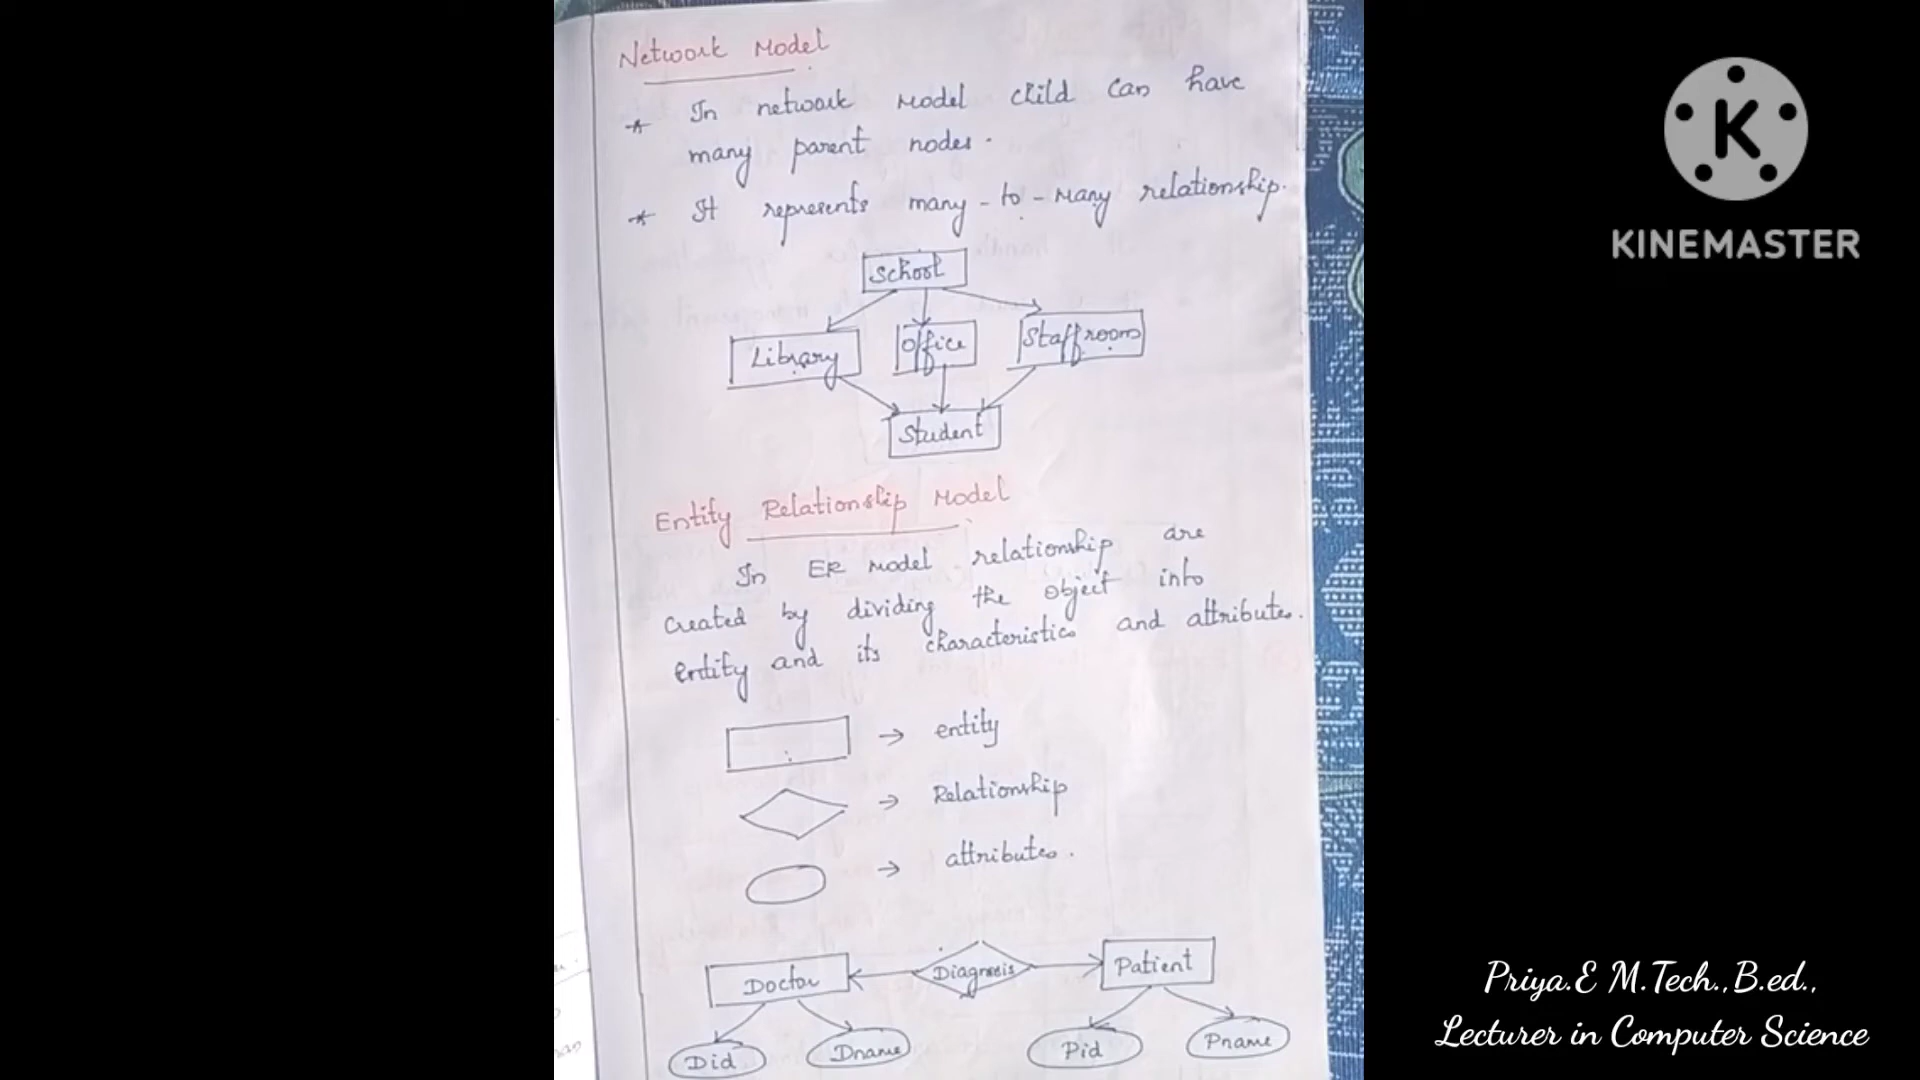 Network Model
* In network model child can have
many parent nodes.
* It represents many-to-Many relationship.
School
Library Office Staffroom
Student
Entity Relationship Model
In ER model relationship are
created by dividing the object into
entity and its characteristics and attributes.
→ entity
→ Relationship
→ attributes.
Doctor Diagnosis Patient
Did Dname Pid Pname
K
KINEMASTER
Priya.E M.Tech.,B.ed.,
Lecturer in Computer Science